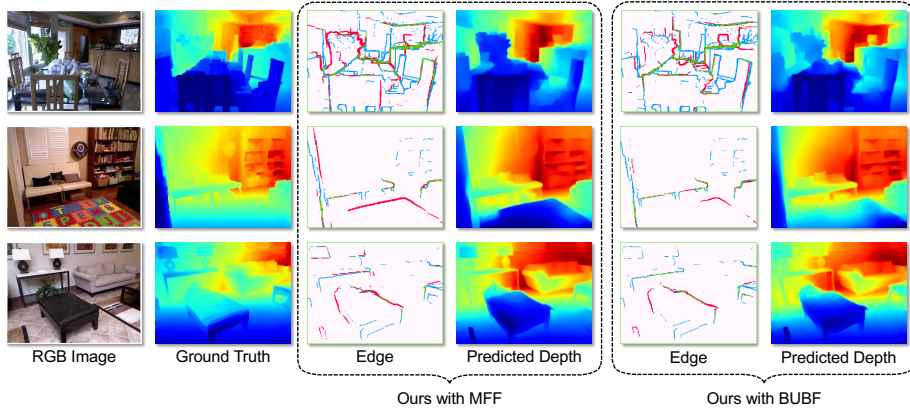 RGB Image
Ground Truth
Edge
Predicted Depth
Edge
Predicted Depth
Ours with MFF
Ours with BUBF